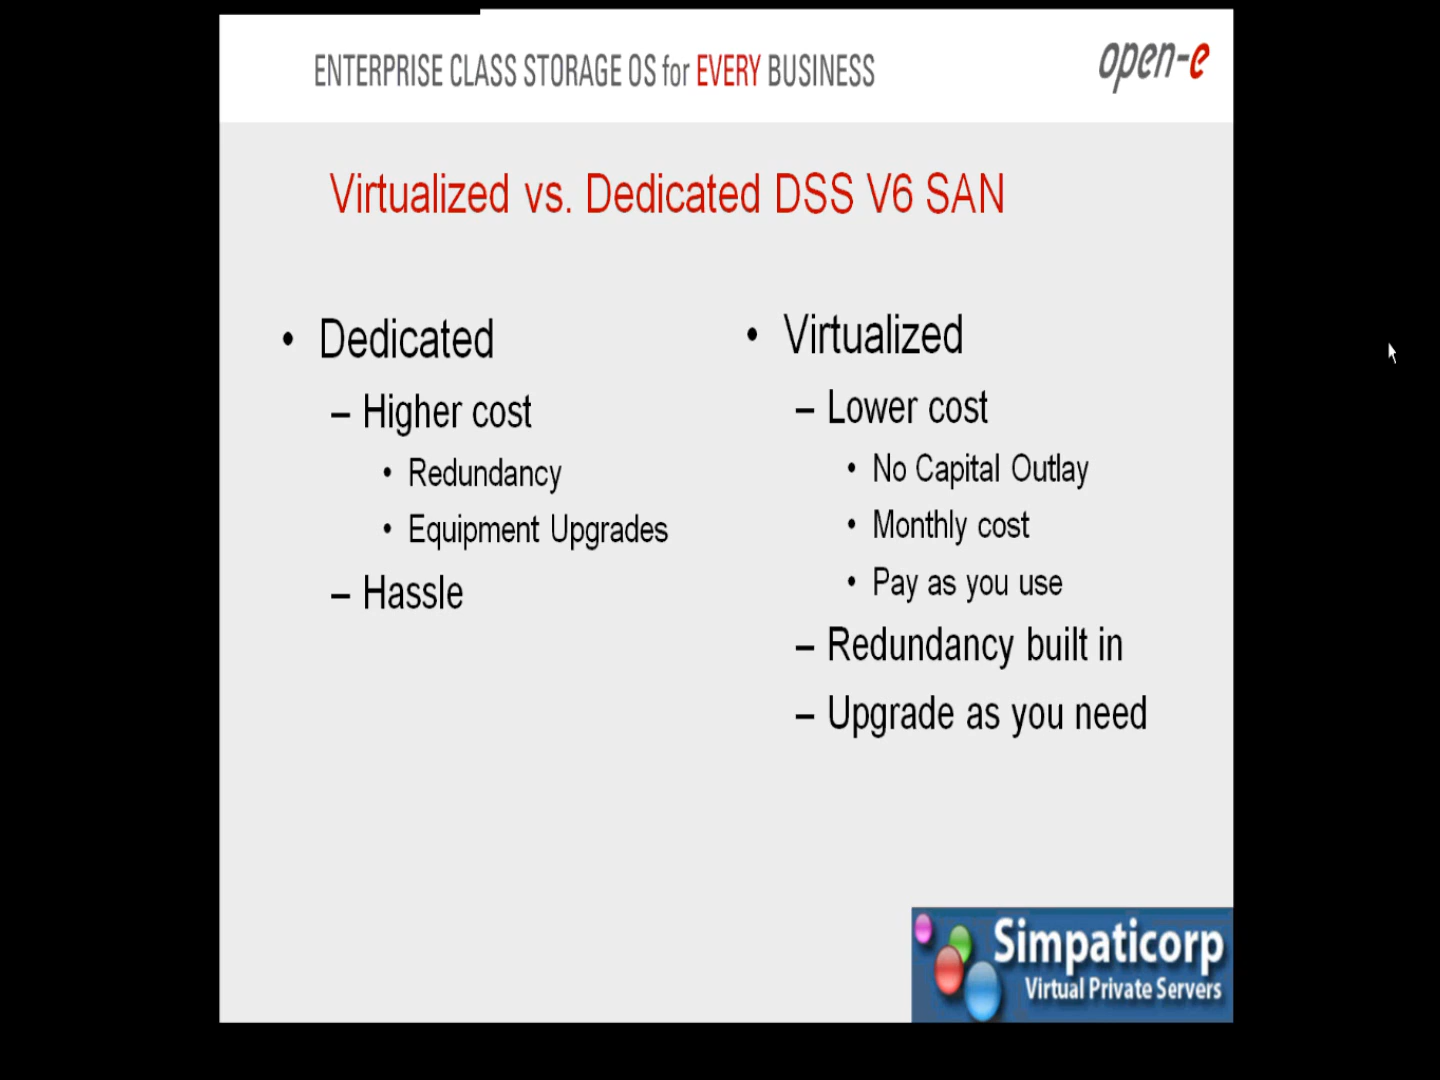 ENTERPRISE CLASS STORAGE OS for EVERY BUSINESS
open-e
Virtualized vs. Dedicated DSS V6 SAN
• Dedicated
– Higher cost
• Redundancy
• Equipment Upgrades
– Hassle
• Virtualized
– Lower cost
• No Capital Outlay
• Monthly cost
• Pay as you use
– Redundancy built in
– Upgrade as you need
Simpaticorp
Virtual Private Servers